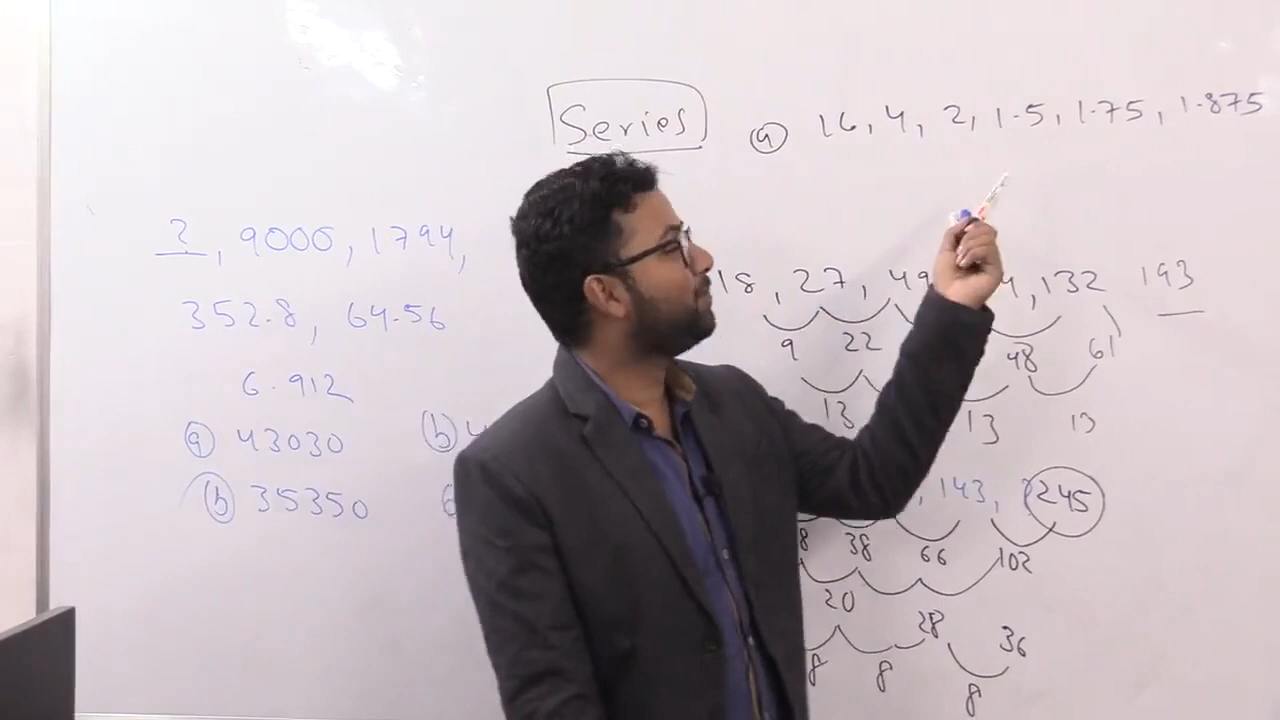 Series
(a) 16, 4, 2, 1.5, 1.75, 1.875
?, 9000, 1794,
352.8, 64.56
6.912
(a) 43030 (b) 4
(b) 35350
18, 27, 49, 132 193
9 22 48 61
13 13 13
, 143, 245
8 38 66 102
20 28 36
8 8 8